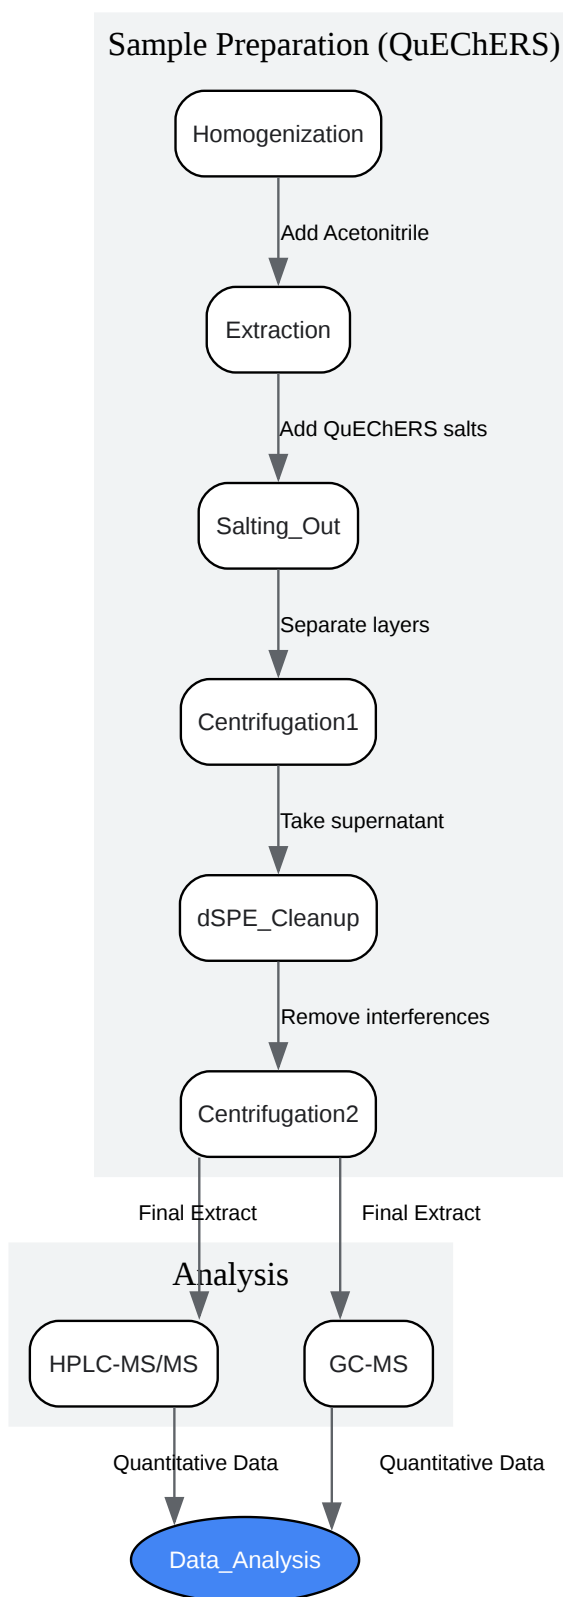 Sample Preparation (QuEChERS)
Homogenization
Add Acetonitrile
Extraction
Add QuEChERS salts
Salting_Out
Separate layers
Centrifugation1
Take supernatant
dSPE_Cleanup
Remove interferences
Centrifugation2
Final Extract
Final Extract
Analysis
HPLC-MS/MS
GC-MS
Quantitative Data
Quantitative Data
Data_Analysis